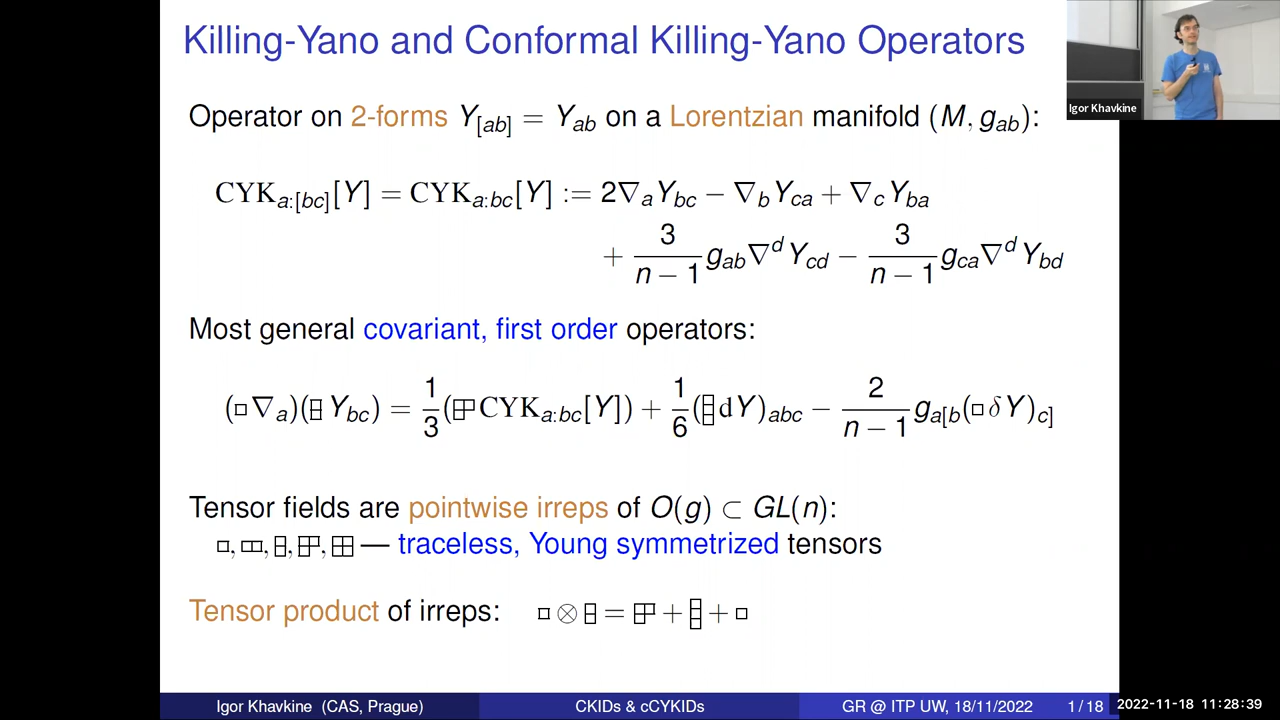 Killing-Yano and Conformal Killing-Yano Operators
Igor Khavkine
Operator on 2-forms Y_{[ab]} = Y_{ab} on a Lorentzian manifold (M, g_{ab}):
CYK_{a:[bc]}[Y] = CYK_{a:bc}[Y] := 2∇_a Y_{bc} − ∇_b Y_{ca} + ∇_c Y_{ba}
+ \frac{3}{n − 1} g_{ab}∇^d Y_{cd} − \frac{3}{n − 1} g_{ca}∇^d Y_{bd}
Most general covariant, first order operators:
(□ ∇_a)(⊟ Y_{bc}) = \frac{1}{3}(⊞ CYK_{a:bc}[Y]) + \frac{1}{6}(⊟ dY)_{abc} − \frac{2}{n − 1} g_{a[b}(□ δY)_{c]}
Tensor fields are pointwise irreps of O(g) ⊂ GL(n):
— traceless, Young symmetrized tensors
Tensor product of irreps:
Igor Khavkine (CAS, Prague) CKIDs & cCYKIDs GR @ ITP UW, 18/11/2022 1 / 18
2022-11-18 11:28:39